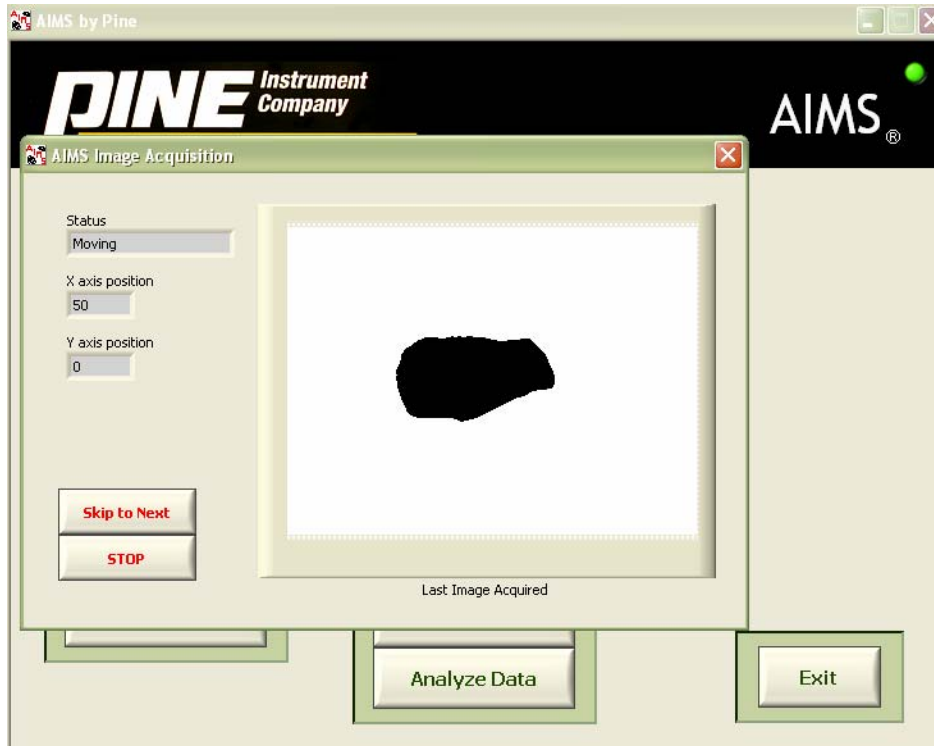 AIMS by Pine
PINE Instrument
Company
AIMS®
AIMS Image Acquisition
Status
Moving
X axis position
50
Y axis position
0
Skip to Next
STOP
Last Image Acquired
Analyze Data
Exit